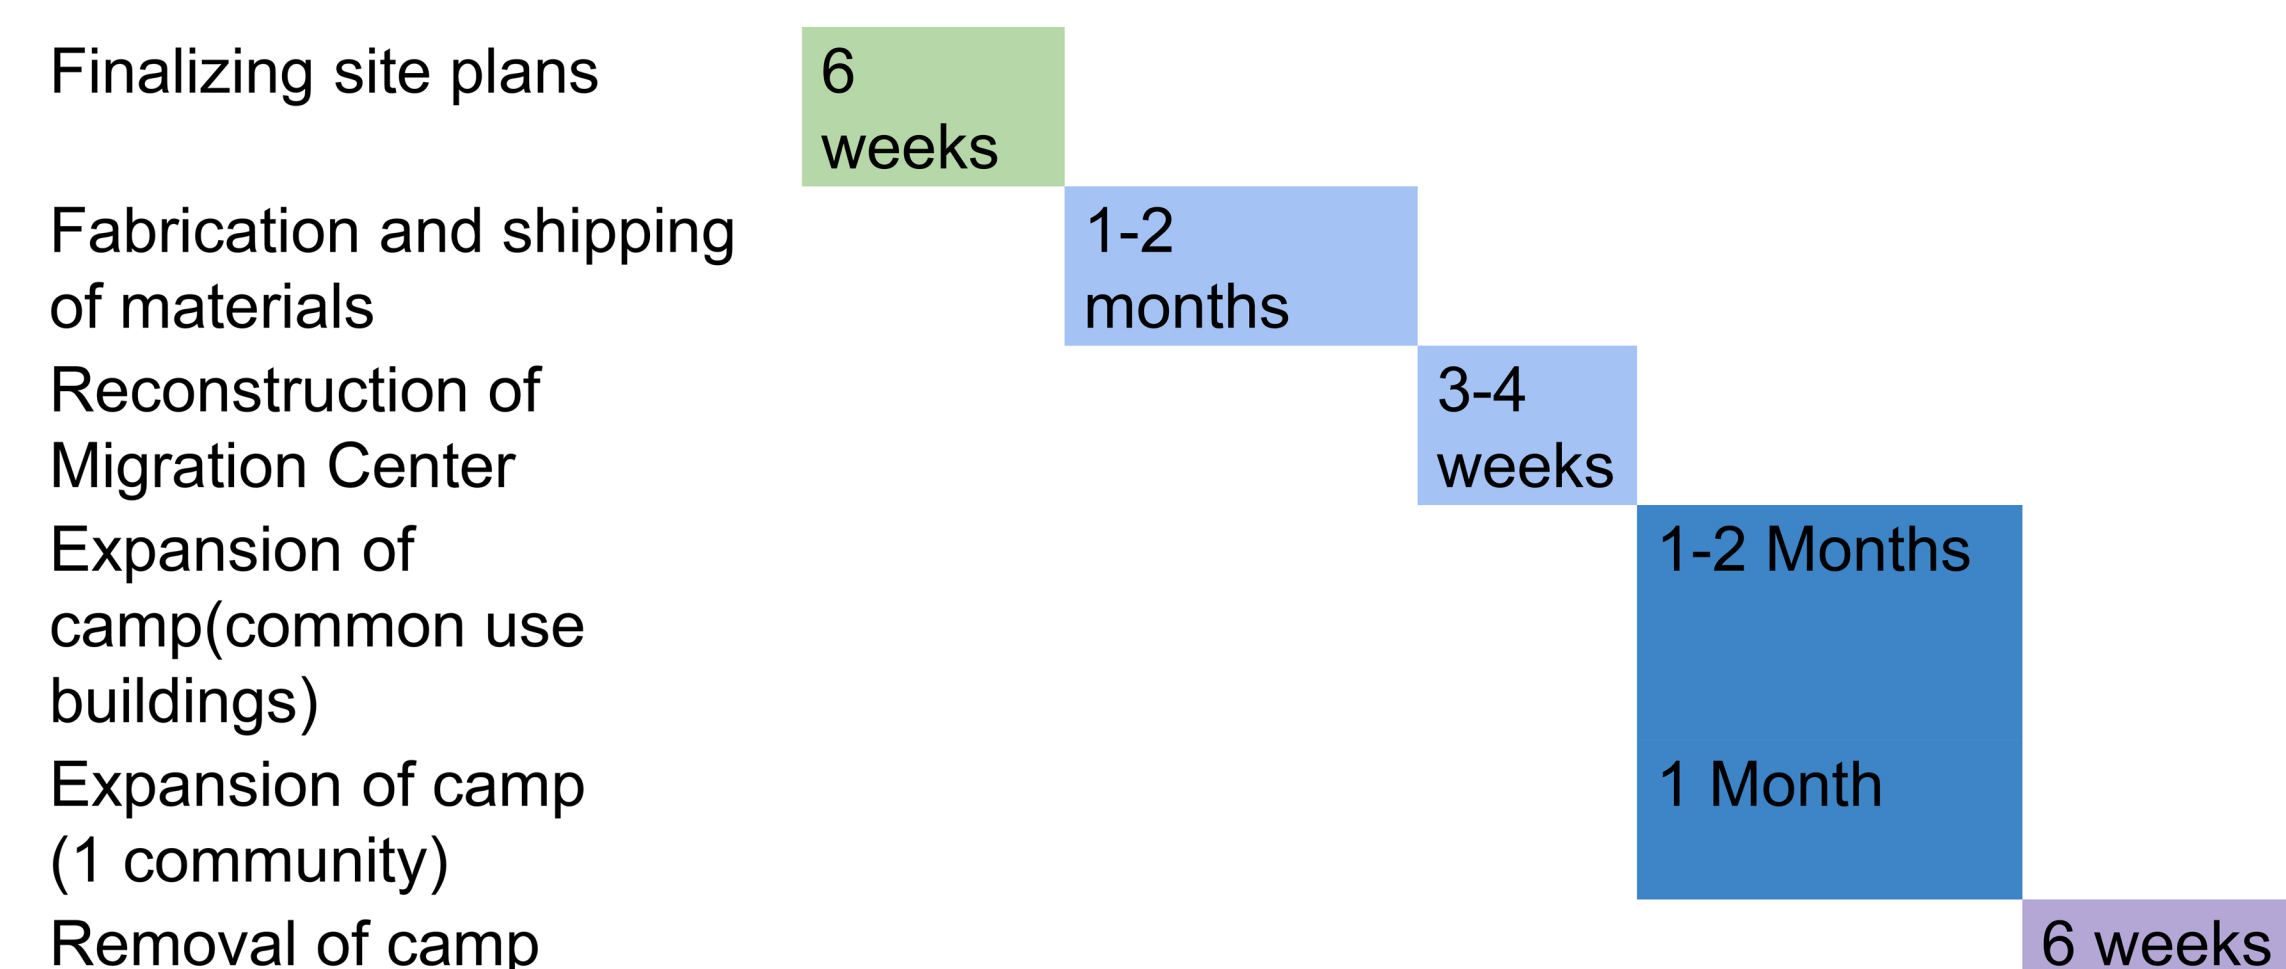 Finalizing site plans
6
weeks
Fabrication and shipping
of materials
1-2
months
Reconstruction of
Migration Center
3-4
weeks
Expansion of
camp(common use
buildings)
1-2 Months
Expansion of camp
(1 community)
1 Month
Removal of camp
6 weeks